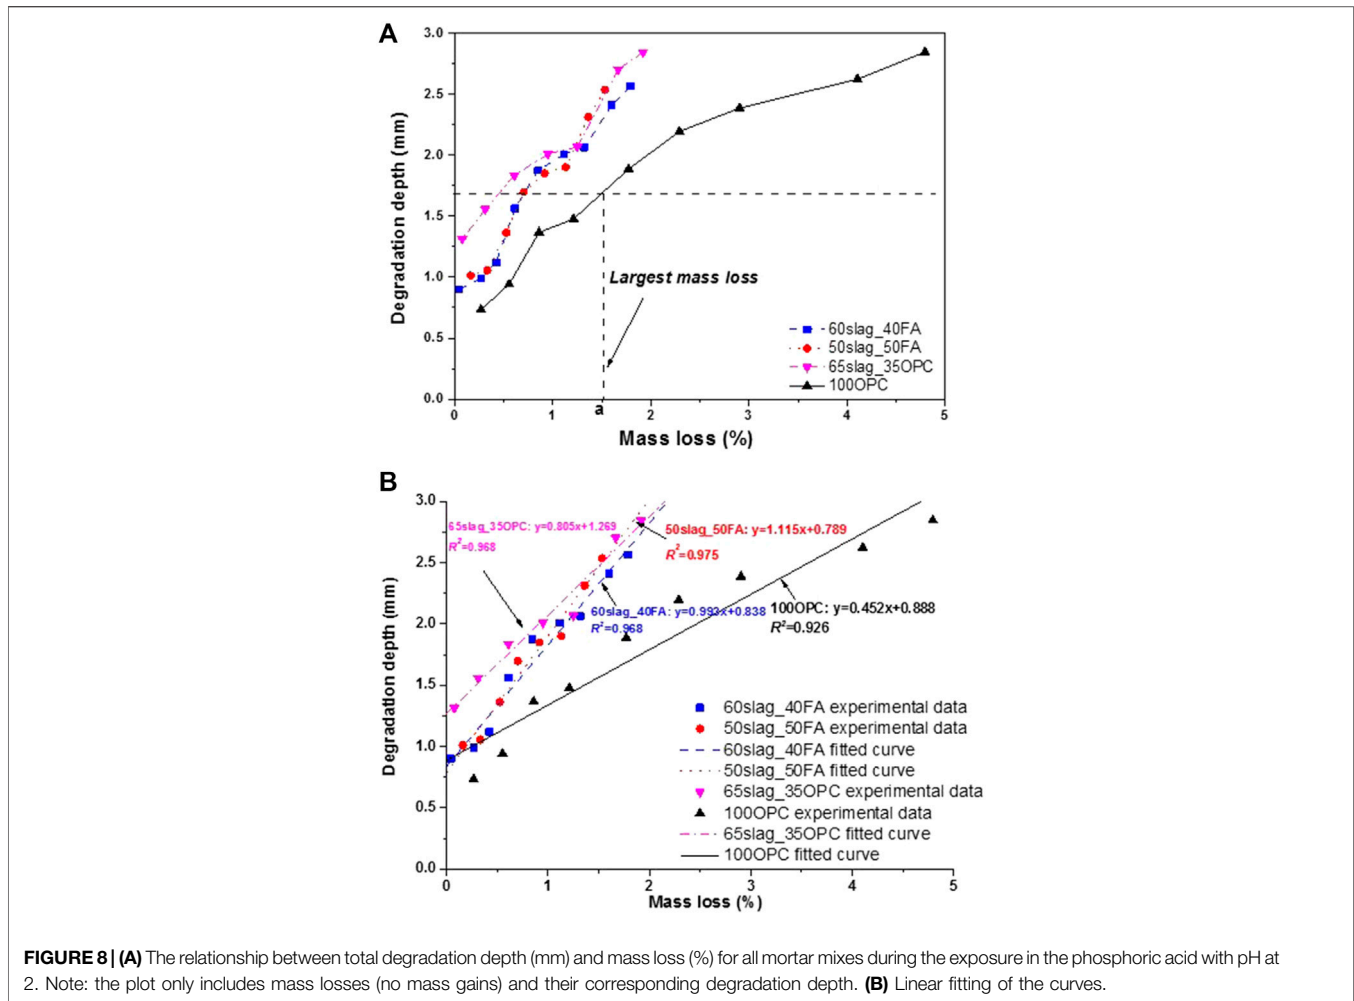 A
3.0
2.5
2.0
1.5
1.0
0.5
0.0
Degradation depth (mm)
Largest mass loss
60slag_40FA
50slag_50FA
65slag_35OPC
100OPC
0 1 a 2 3 4 5
Mass loss (%)
B
3.0
2.5
2.0
1.5
1.0
0.5
0.0
Degradation depth (mm)
65slag_35OPC: y=0.805x+1.269
R²=0.968
50slag_50FA: y=1.115x+0.789
R²=0.975
60slag_40FA: y=0.993x+0.838
R²=0.968
100OPC: y=0.452x+0.888
R²=0.926
60slag_40FA experimental data
50slag_50FA experimental data
60slag_40FA fitted curve
50slag_50FA fitted curve
65slag_35OPC experimental data
100OPC experimental data
65slag_35OPC fitted curve
100OPC fitted curve
0 1 2 3 4 5
Mass loss (%)
FIGURE 8 | (A) The relationship between total degradation depth (mm) and mass loss (%) for all mortar mixes during the exposure in the phosphoric acid with pH at
2. Note: the plot only includes mass losses (no mass gains) and their corresponding degradation depth. (B) Linear fitting of the curves.